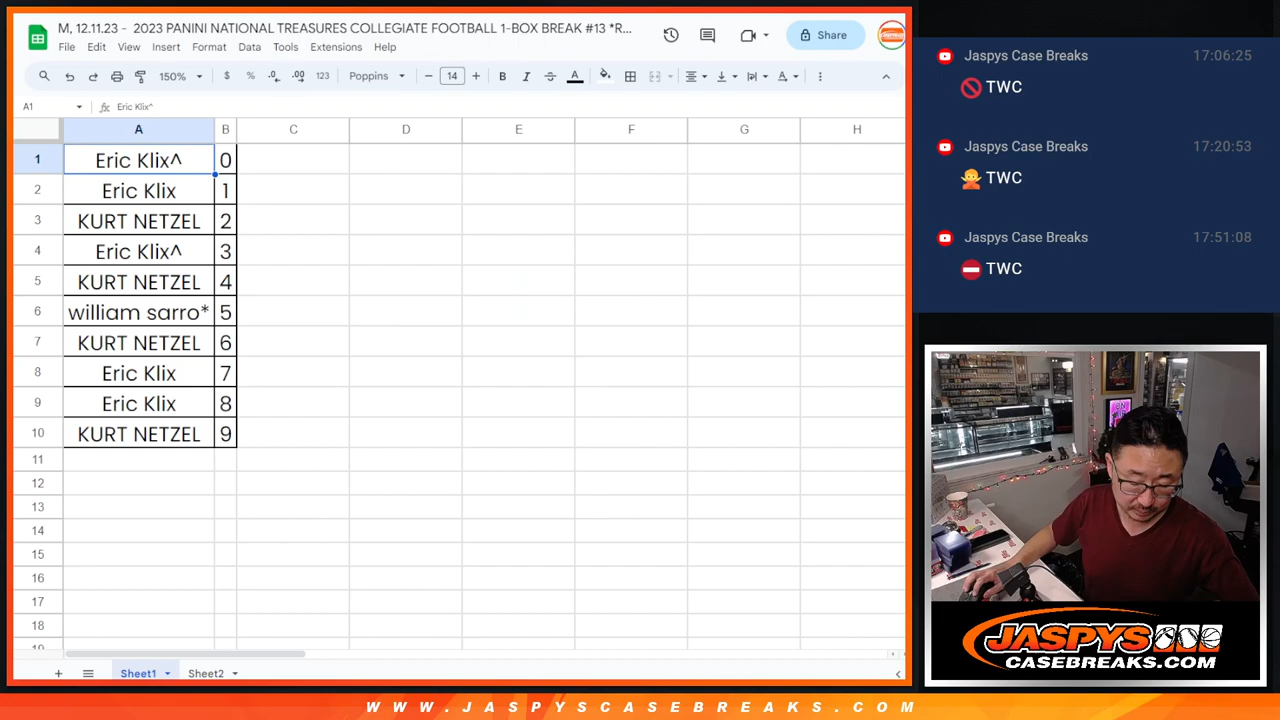 M, 12.11.23 - 2023 PANINI NATIONAL TREASURES COLLEGIATE FOOTBALL 1-BOX BREAK #13 *R...
File Edit View Insert Format Data Tools Extensions Help
Share
150% $ % .0 .00 123 Poppins 14 B I A
A1 fx Eric Klix^
A B C D E F G H
1 Eric Klix^ 0
2 Eric Klix 1
3 KURT NETZEL 2
4 Eric Klix^ 3
5 KURT NETZEL 4
6 william sarro* 5
7 KURT NETZEL 6
8 Eric Klix 7
9 Eric Klix 8
10 KURT NETZEL 9
11
12
13
14
15
16
17
18
19
Sheet1 Sheet2
Jaspys Case Breaks 17:06:25
🚫 TWC
Jaspys Case Breaks 17:20:53
🙅 TWC
Jaspys Case Breaks 17:51:08
⛔ TWC
JASPYS
CASEBREAKS.COM
WWW.JASPYSCASEBREAKS.COM